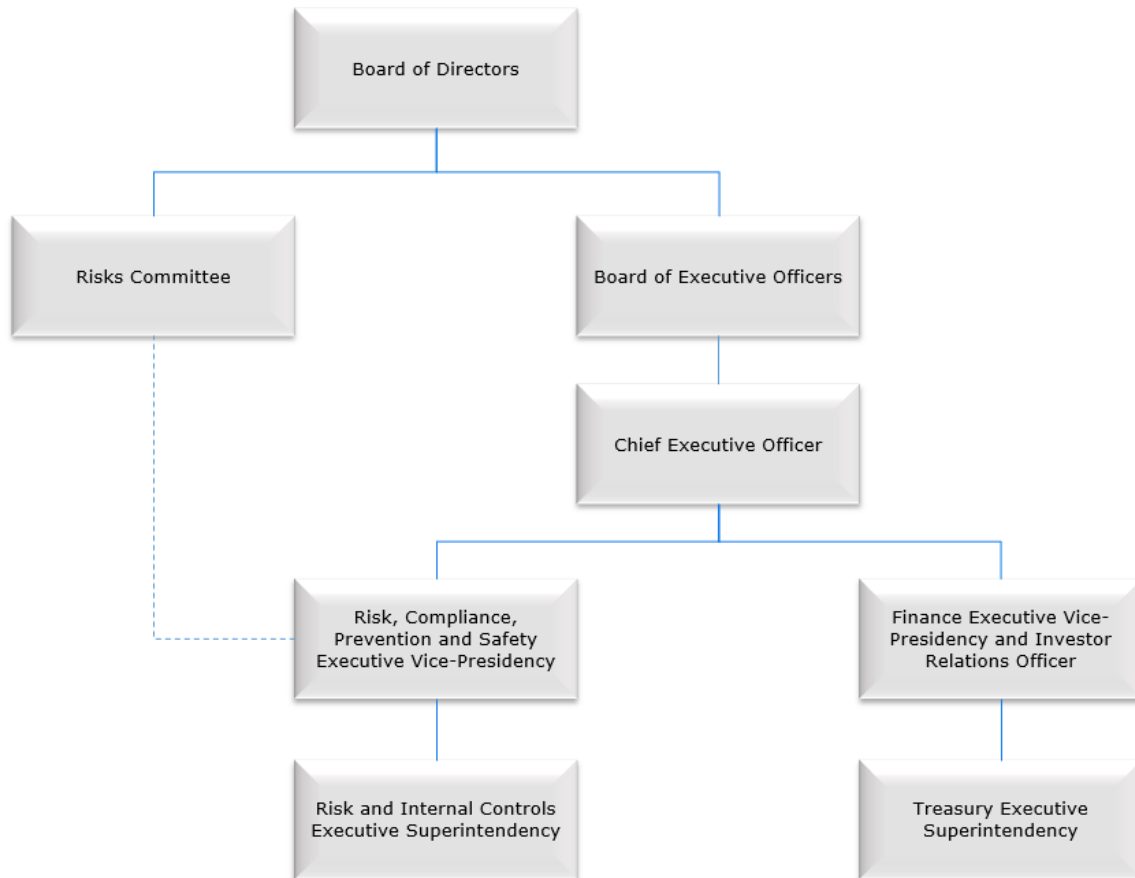 Board of Directors
Risks Committee
Board of Executive Officers
Chief Executive Officer
Risk, Compliance,
Prevention and Safety
Executive Vice-Presidency
Finance Executive Vice-
Presidency and Investor
Relations Officer
Risk and Internal Controls
Executive Superintendency
Treasury Executive
Superintendency